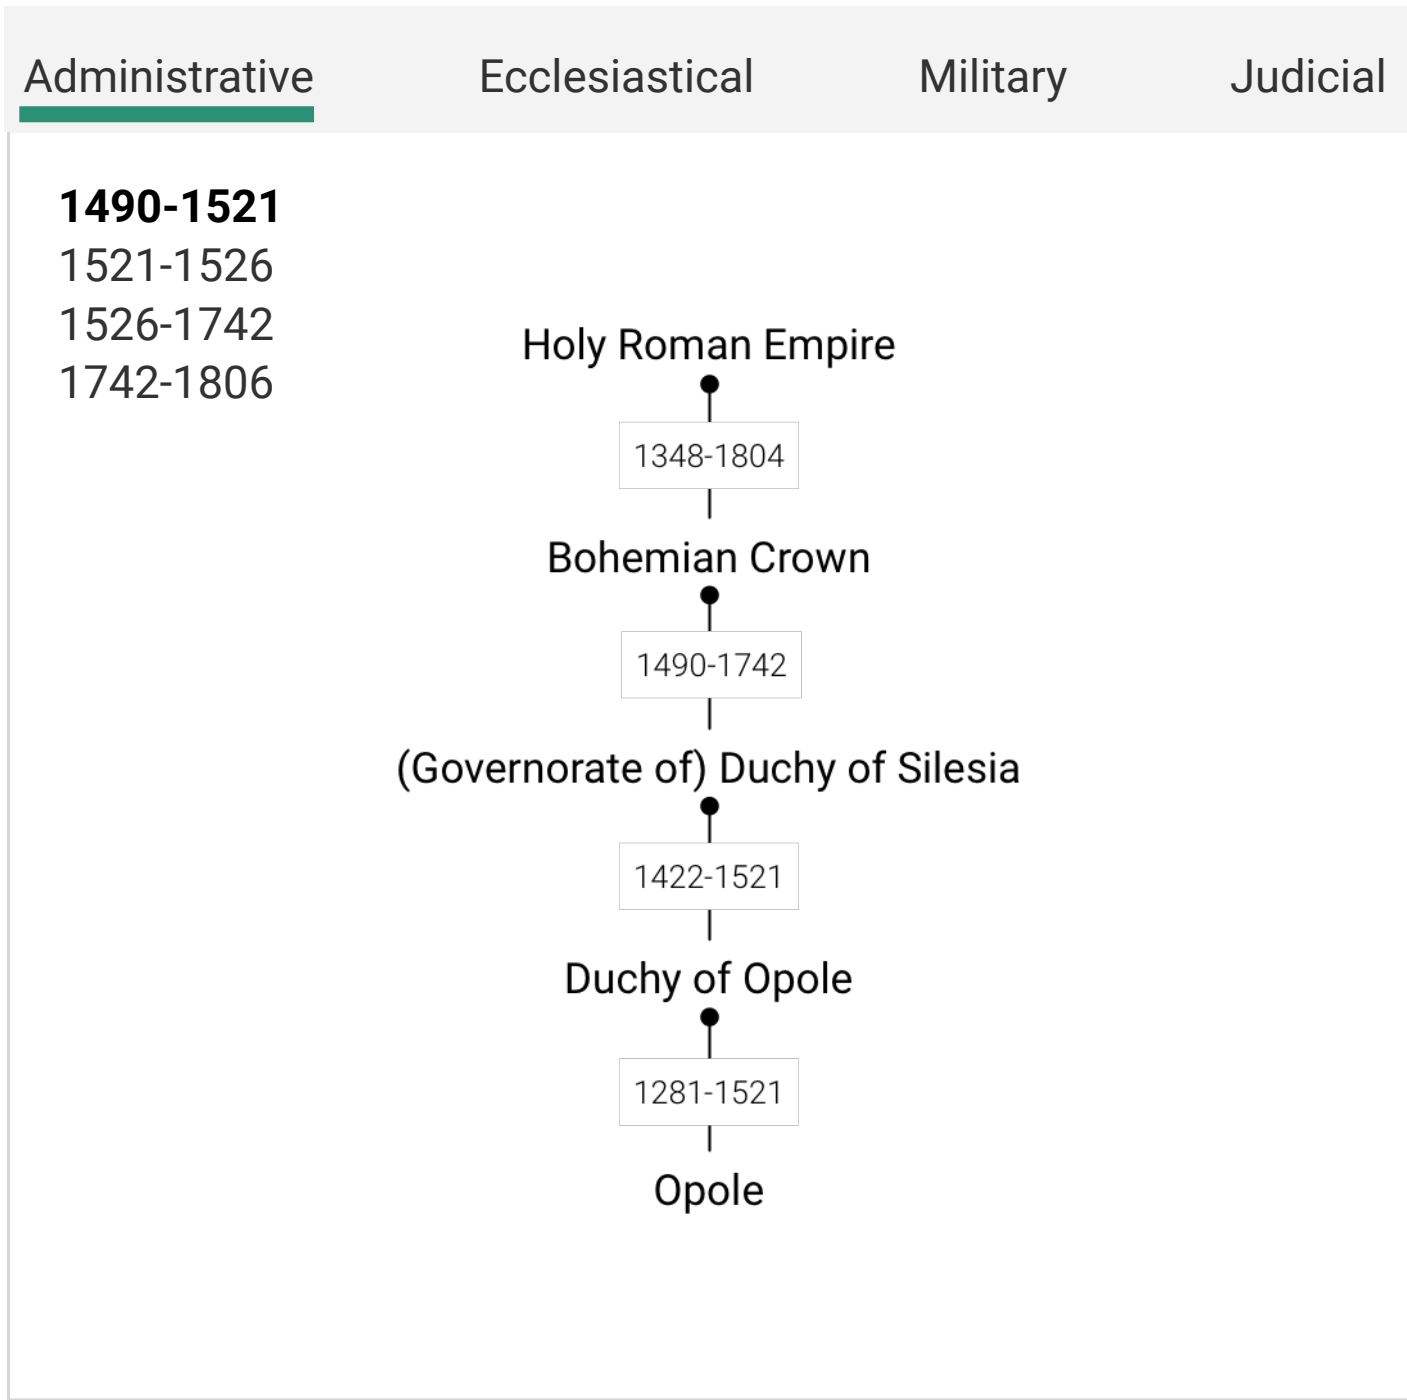 Administrative Ecclesiastical Military Judicial
1490-1521
1521-1526
1526-1742
1742-1806
Holy Roman Empire
1348-1804
Bohemian Crown
1490-1742
(Governorate of) Duchy of Silesia
1422-1521
Duchy of Opole
1281-1521
Opole